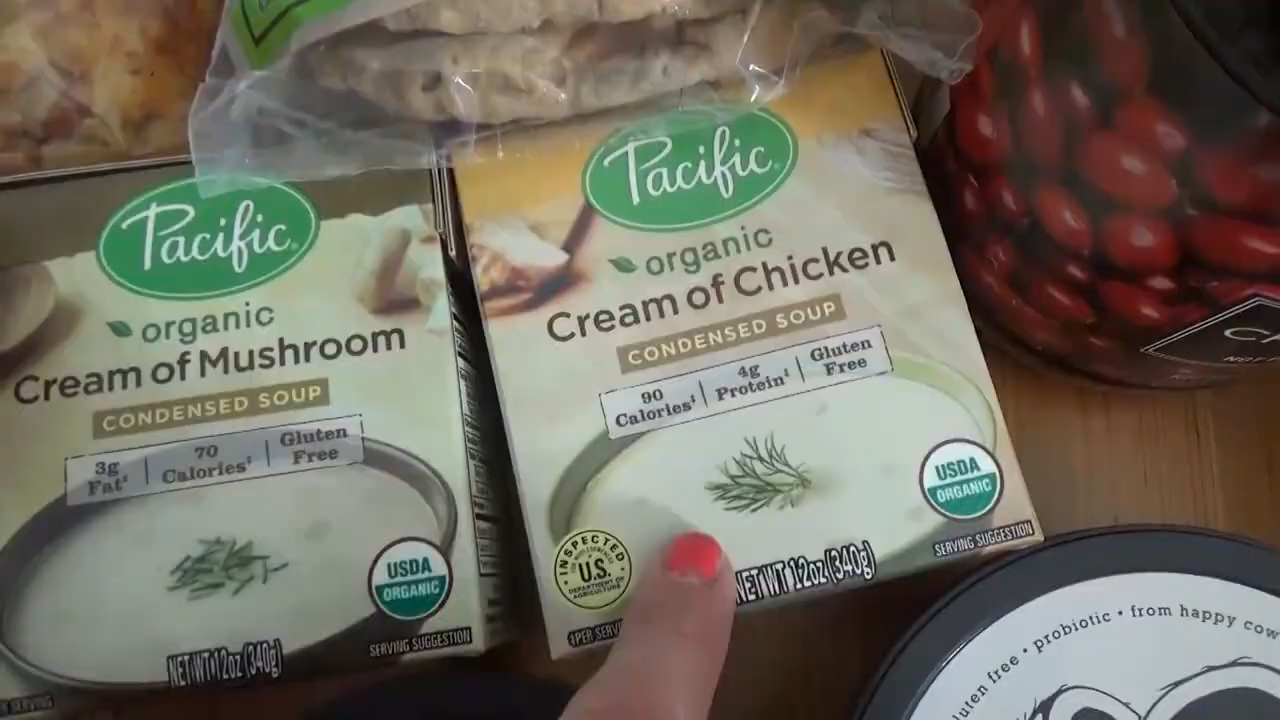 Pacific
organic
Cream of Mushroom
CONDENSED SOUP
3g Fat‡
70 Calories‡
Gluten Free
USDA
ORGANIC
NET WT 12oz (340g)
SERVING SUGGESTION
Pacific
organic
Cream of Chicken
CONDENSED SOUP
90 Calories‡
4g Protein‡
Gluten Free
USDA
ORGANIC
INSPECTED
U.S.
DEPARTMENT OF
AGRICULTURE
NET WT 12oz (340g)
SERVING SUGGESTION
‡PER SERV
gluten free • probiotic • from happy cow